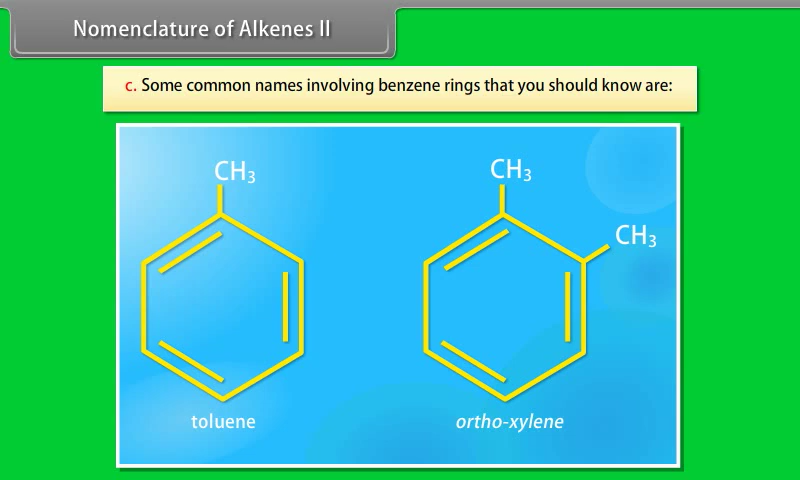 Nomenclature of Alkenes II
c. Some common names involving benzene rings that you should know are:
CH₃
CH₃
CH₃
toluene
ortho-xylene